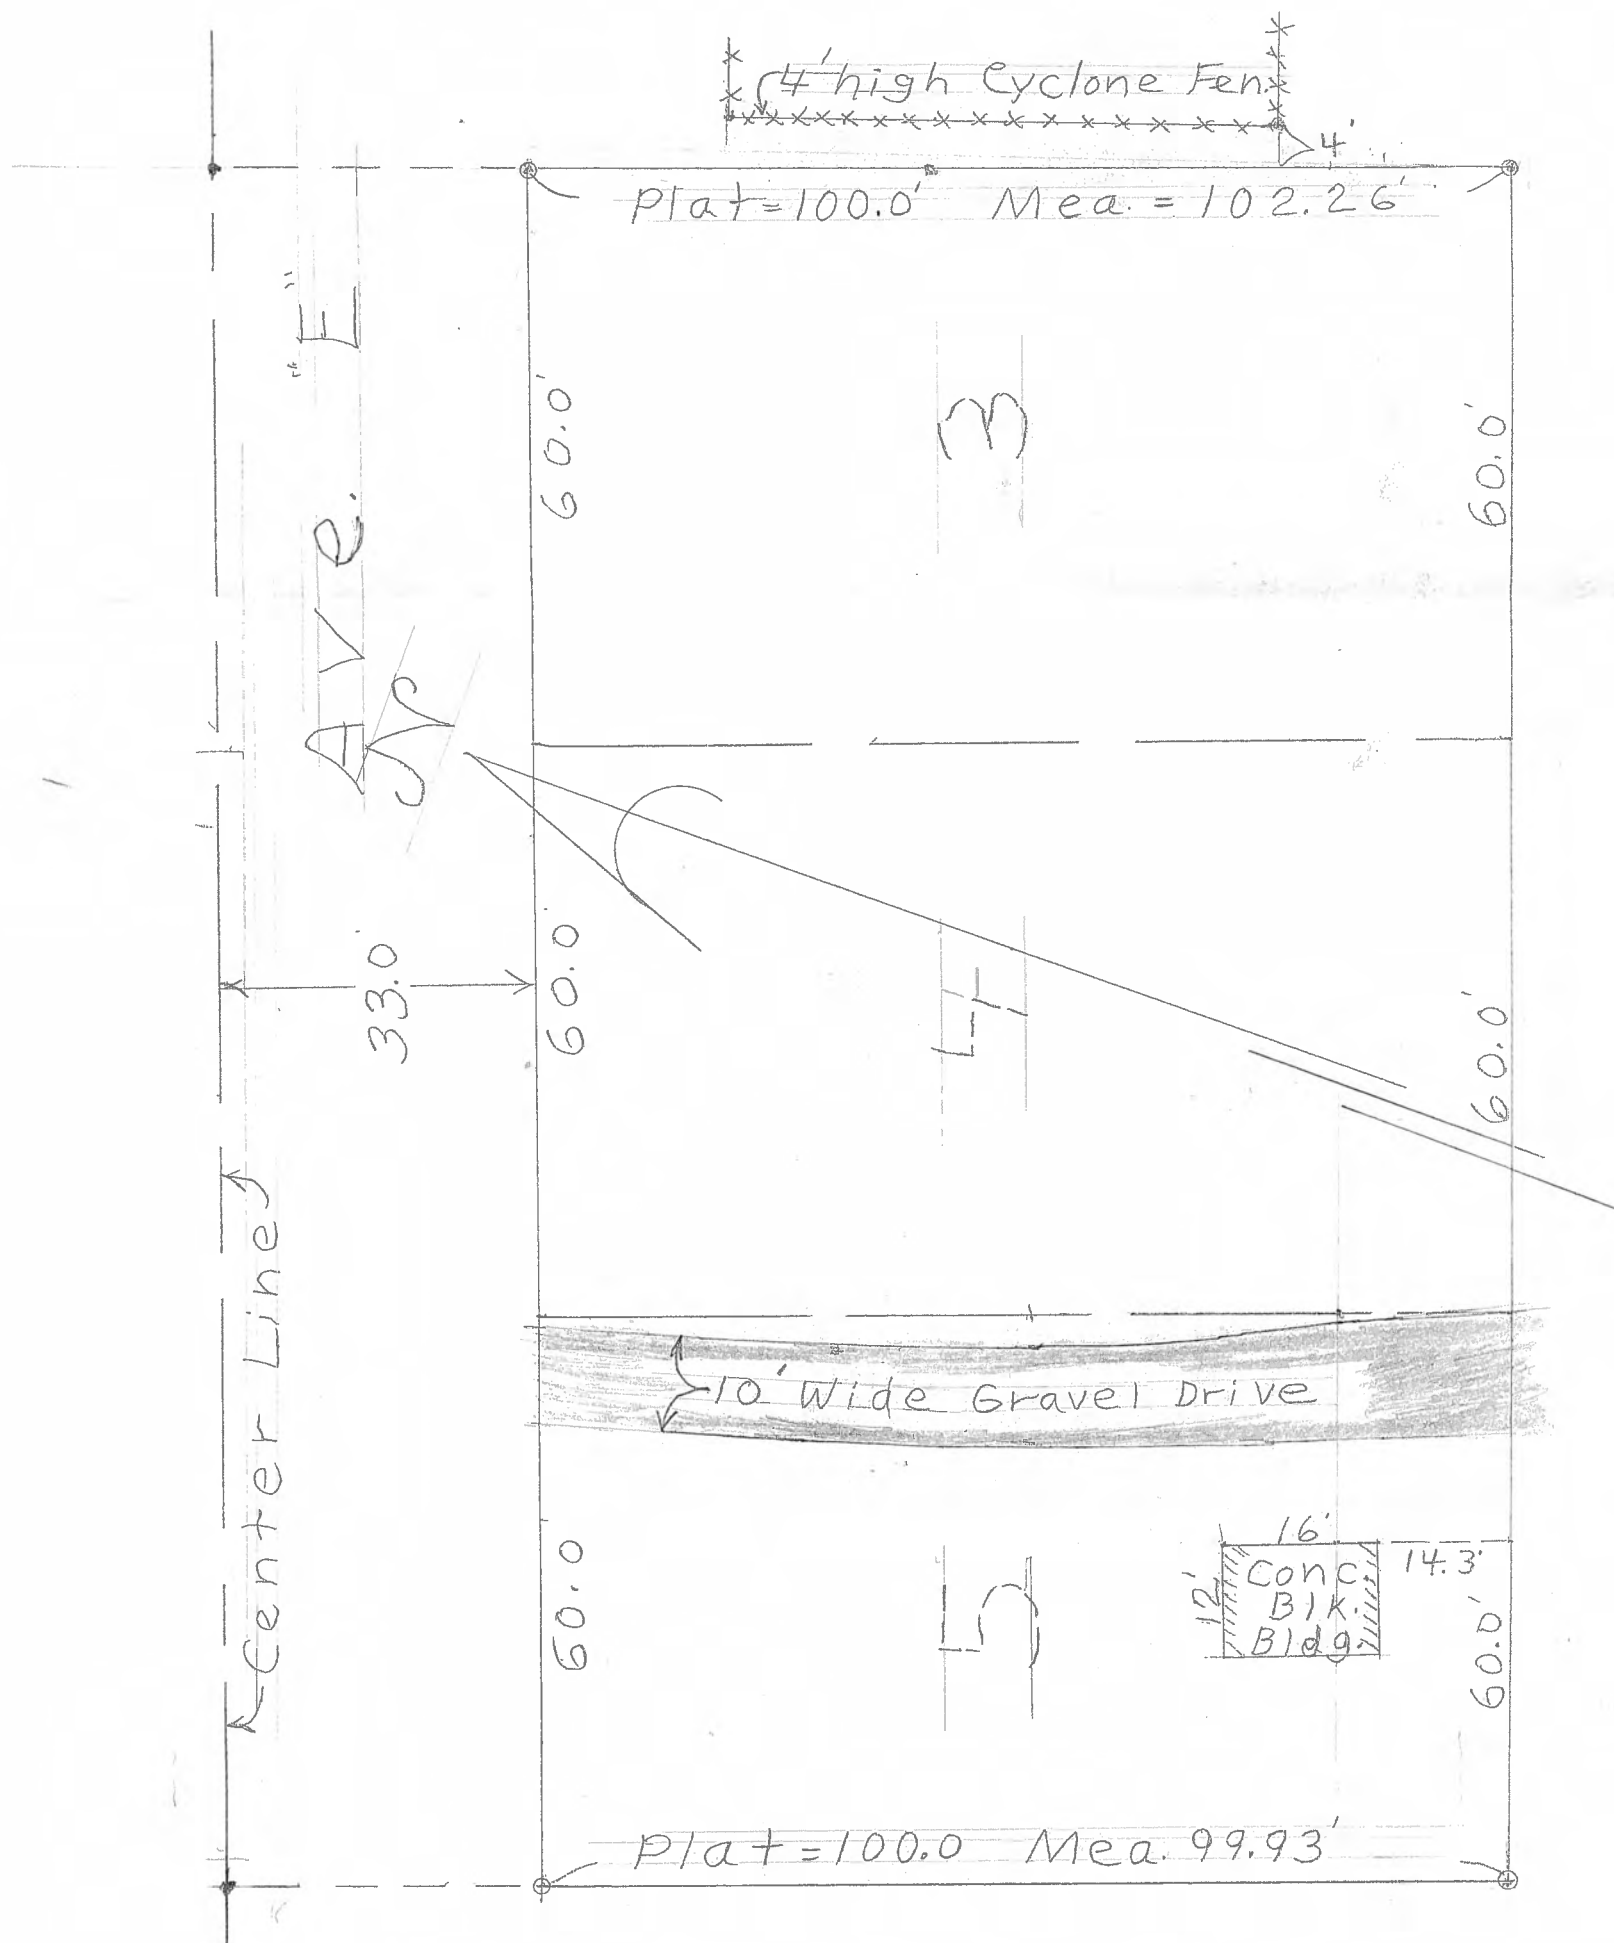 4' high Cyclone Fen.
4'
Plat=100.0' Mea. = 102.26'
Ave. "E"
60.0'
3
60.0'
33.0'
60.0'
4
60.0'
Center Line
10' Wide Gravel Drive
60.0
5
16'
12'
Conc.
Blk.
Bldg.
14.3'
60.0'
Plat=100.0 Mea. 99.93'